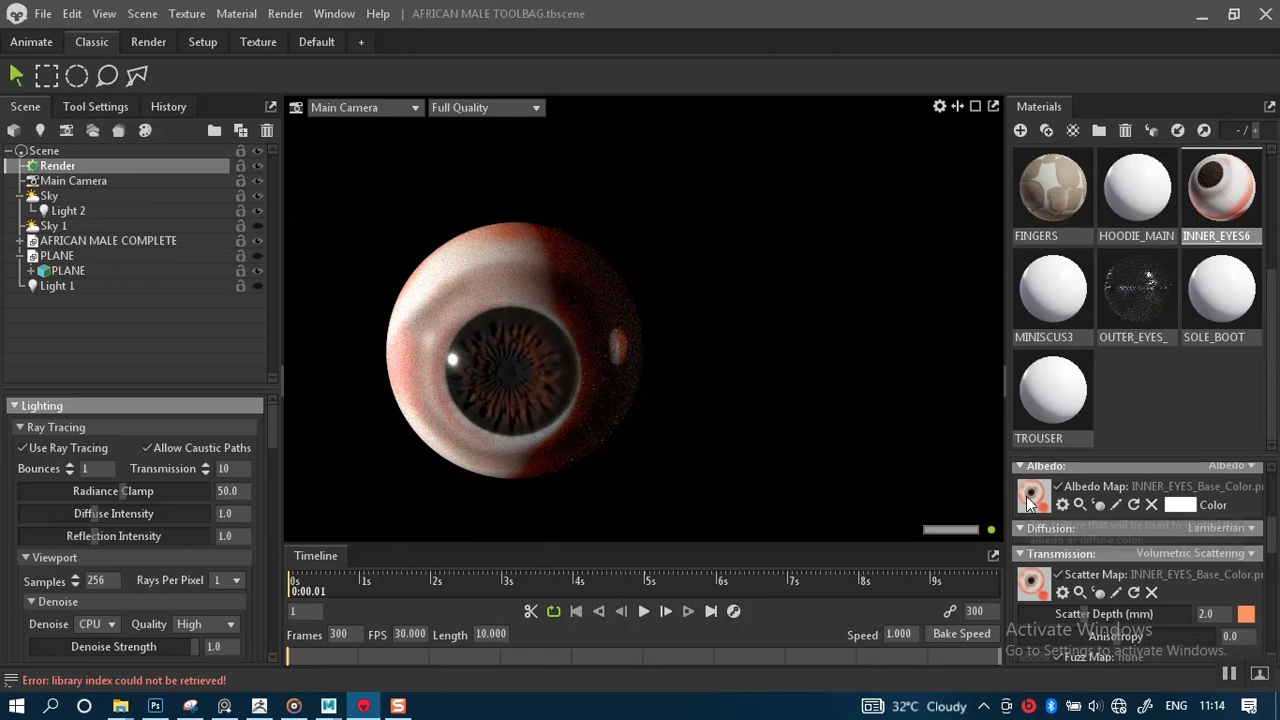 File Edit View Scene Texture Material Render Window Help AFRICAN MALE TOOLBAG.tbscene
Animate Classic Render Setup Texture Default +
Scene Tool Settings History
Main Camera Full Quality
Materials
- / +
Scene
Render
Main Camera
Sky
Light 2
Sky 1
AFRICAN MALE COMPLETE
PLANE
PLANE
Light 1
FINGERS HOODIE_MAIN INNER_EYES6
MINISCUS3 OUTER_EYES_ SOLE_BOOT
TROUSER
Lighting
Ray Tracing
Use Ray Tracing Allow Caustic Paths
Bounces 1 Transmission 10
Radiance Clamp 50.0
Diffuse Intensity 1.0
Reflection Intensity 1.0
Viewport
Samples 256 Rays Per Pixel 1
Denoise
Denoise CPU Quality High
Denoise Strength 1.0
Albedo: Albedo
Albedo Map: INNER_EYES_Base_Color.p
Color
Diffusion: Lambertian
albedo or diffuse color.
Transmission: Volumetric Scattering
Scatter Map: INNER_EYES_Base_Color.p
Scatter Depth (mm) 2.0
Anisotropy 0.0
Fuzz Map: none
Activate Windows
Go to Settings to activate Windows.
Timeline
0s 1s 2s 3s 4s 5s 6s 7s 8s 9s
0:00.01
1 300
Frames 300 FPS 30.000 Length 10.000 Speed 1.000 Bake Speed
Error: library index could not be retrieved!
32°C Cloudy ENG 11:14